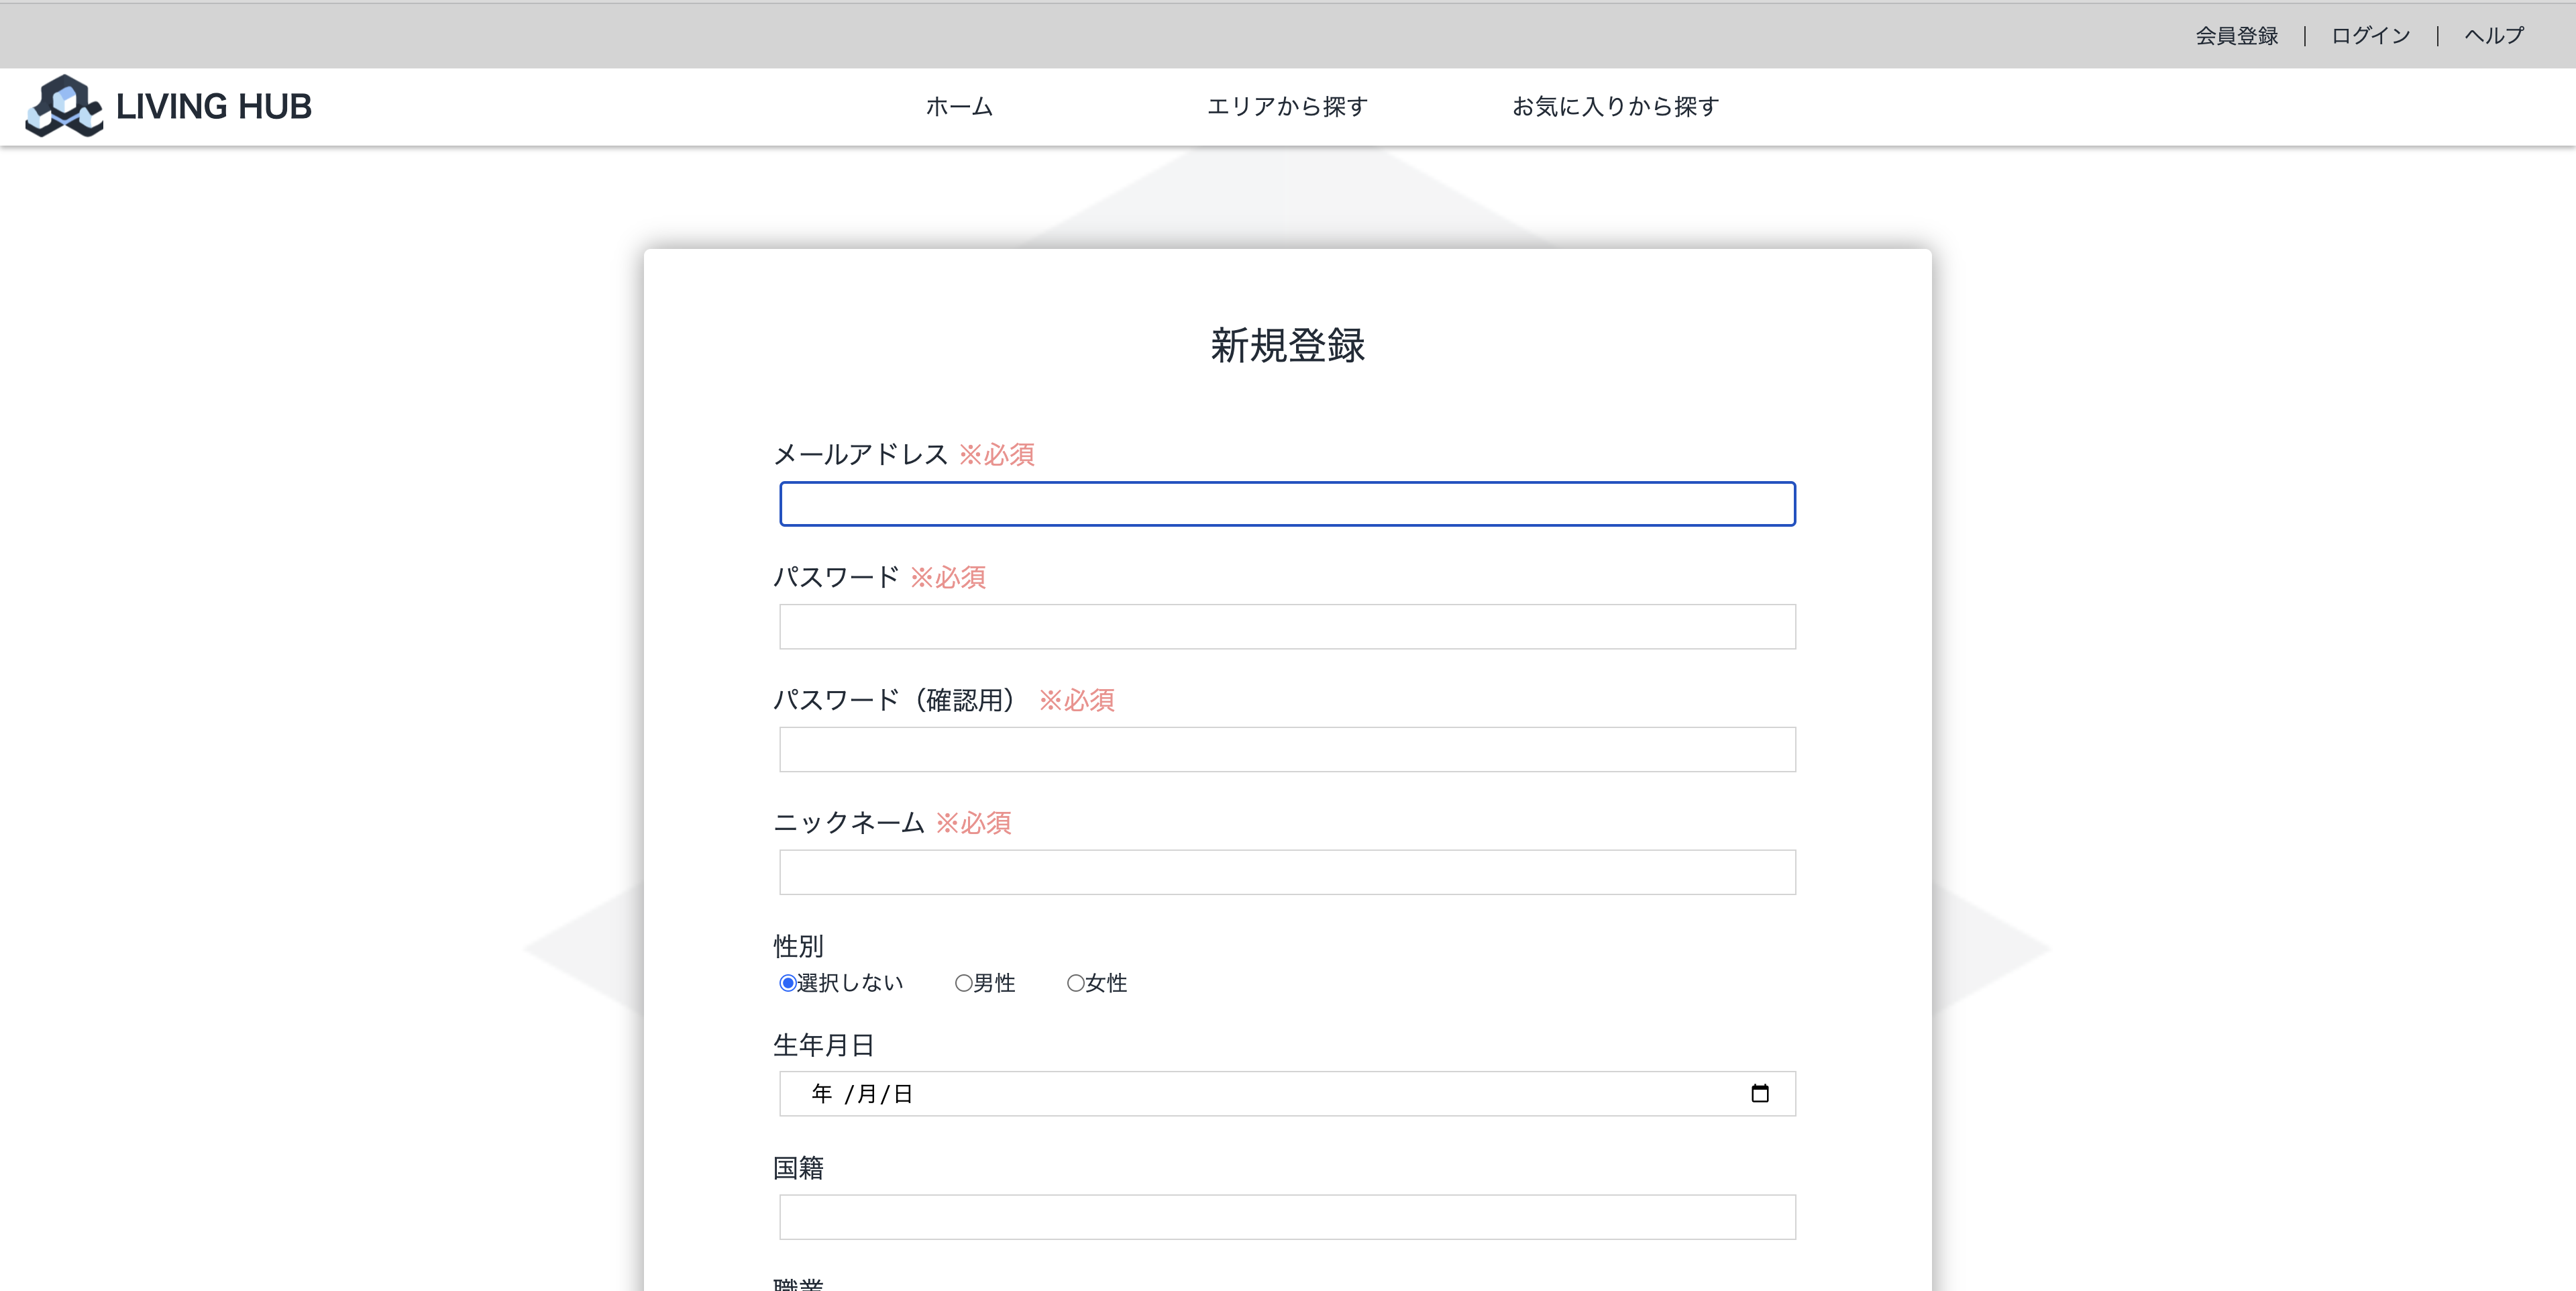 会員登録 | ログイン | ヘルプ
LIVING HUB
ホーム エリアから探す お気に入りから探す
新規登録
メールアドレス ※必須
パスワード ※必須
パスワード（確認用） ※必須
ニックネーム ※必須
性別
選択しない 男性 女性
生年月日
年 /月/日
国籍
職業